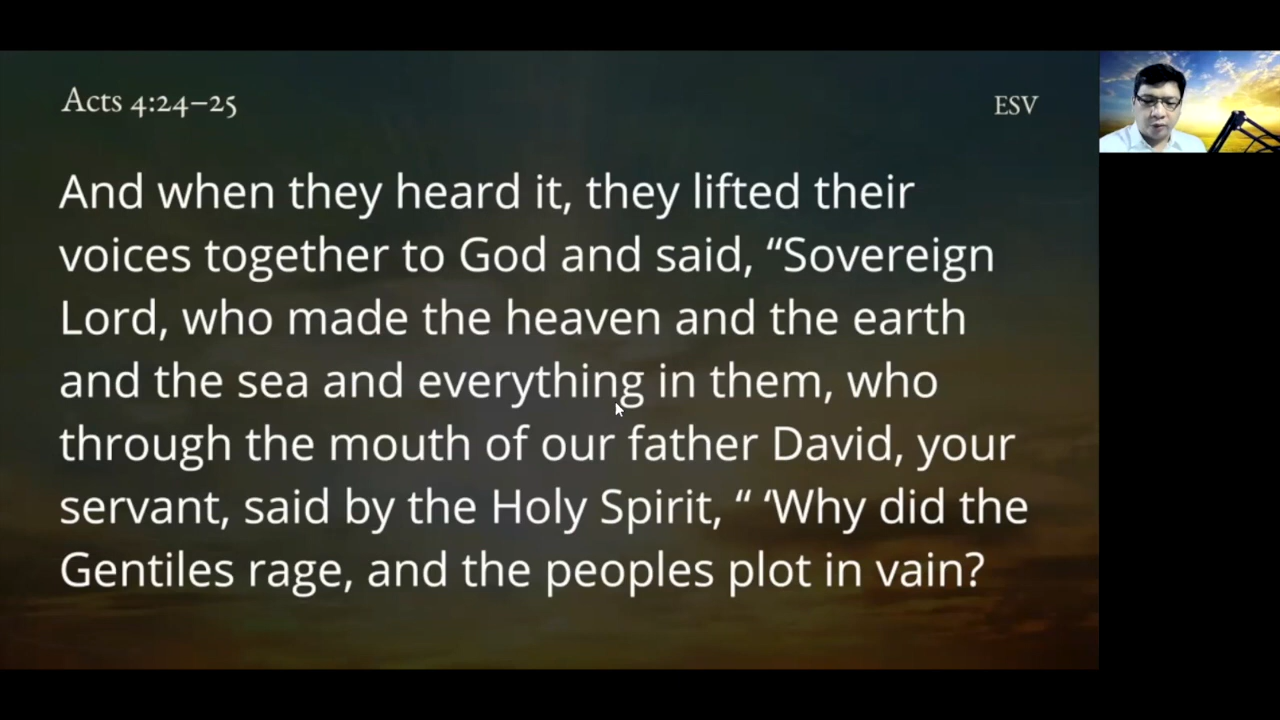 Acts 4:24–25
ESV
And when they heard it, they lifted their
voices together to God and said, “Sovereign
Lord, who made the heaven and the earth
and the sea and everything in them, who
through the mouth of our father David, your
servant, said by the Holy Spirit, “ ‘Why did the
Gentiles rage, and the peoples plot in vain?